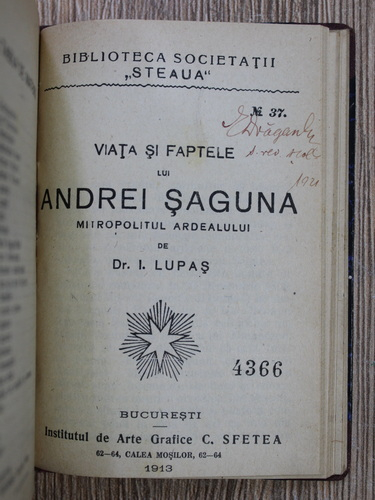 BIBLIOTECA SOCIETAȚII
„STEAUA“
№ 37.
VIAȚA ȘI FAPTELE
LUI
ANDREI ȘAGUNA
MITROPOLITUL ARDEALULUI
DE
Dr. I. LUPAȘ
4366
BUCUREȘTI
Institutul de Arte Grafice C. SFETEA
62–64, CALEA MOȘILOR, 62–64
1913